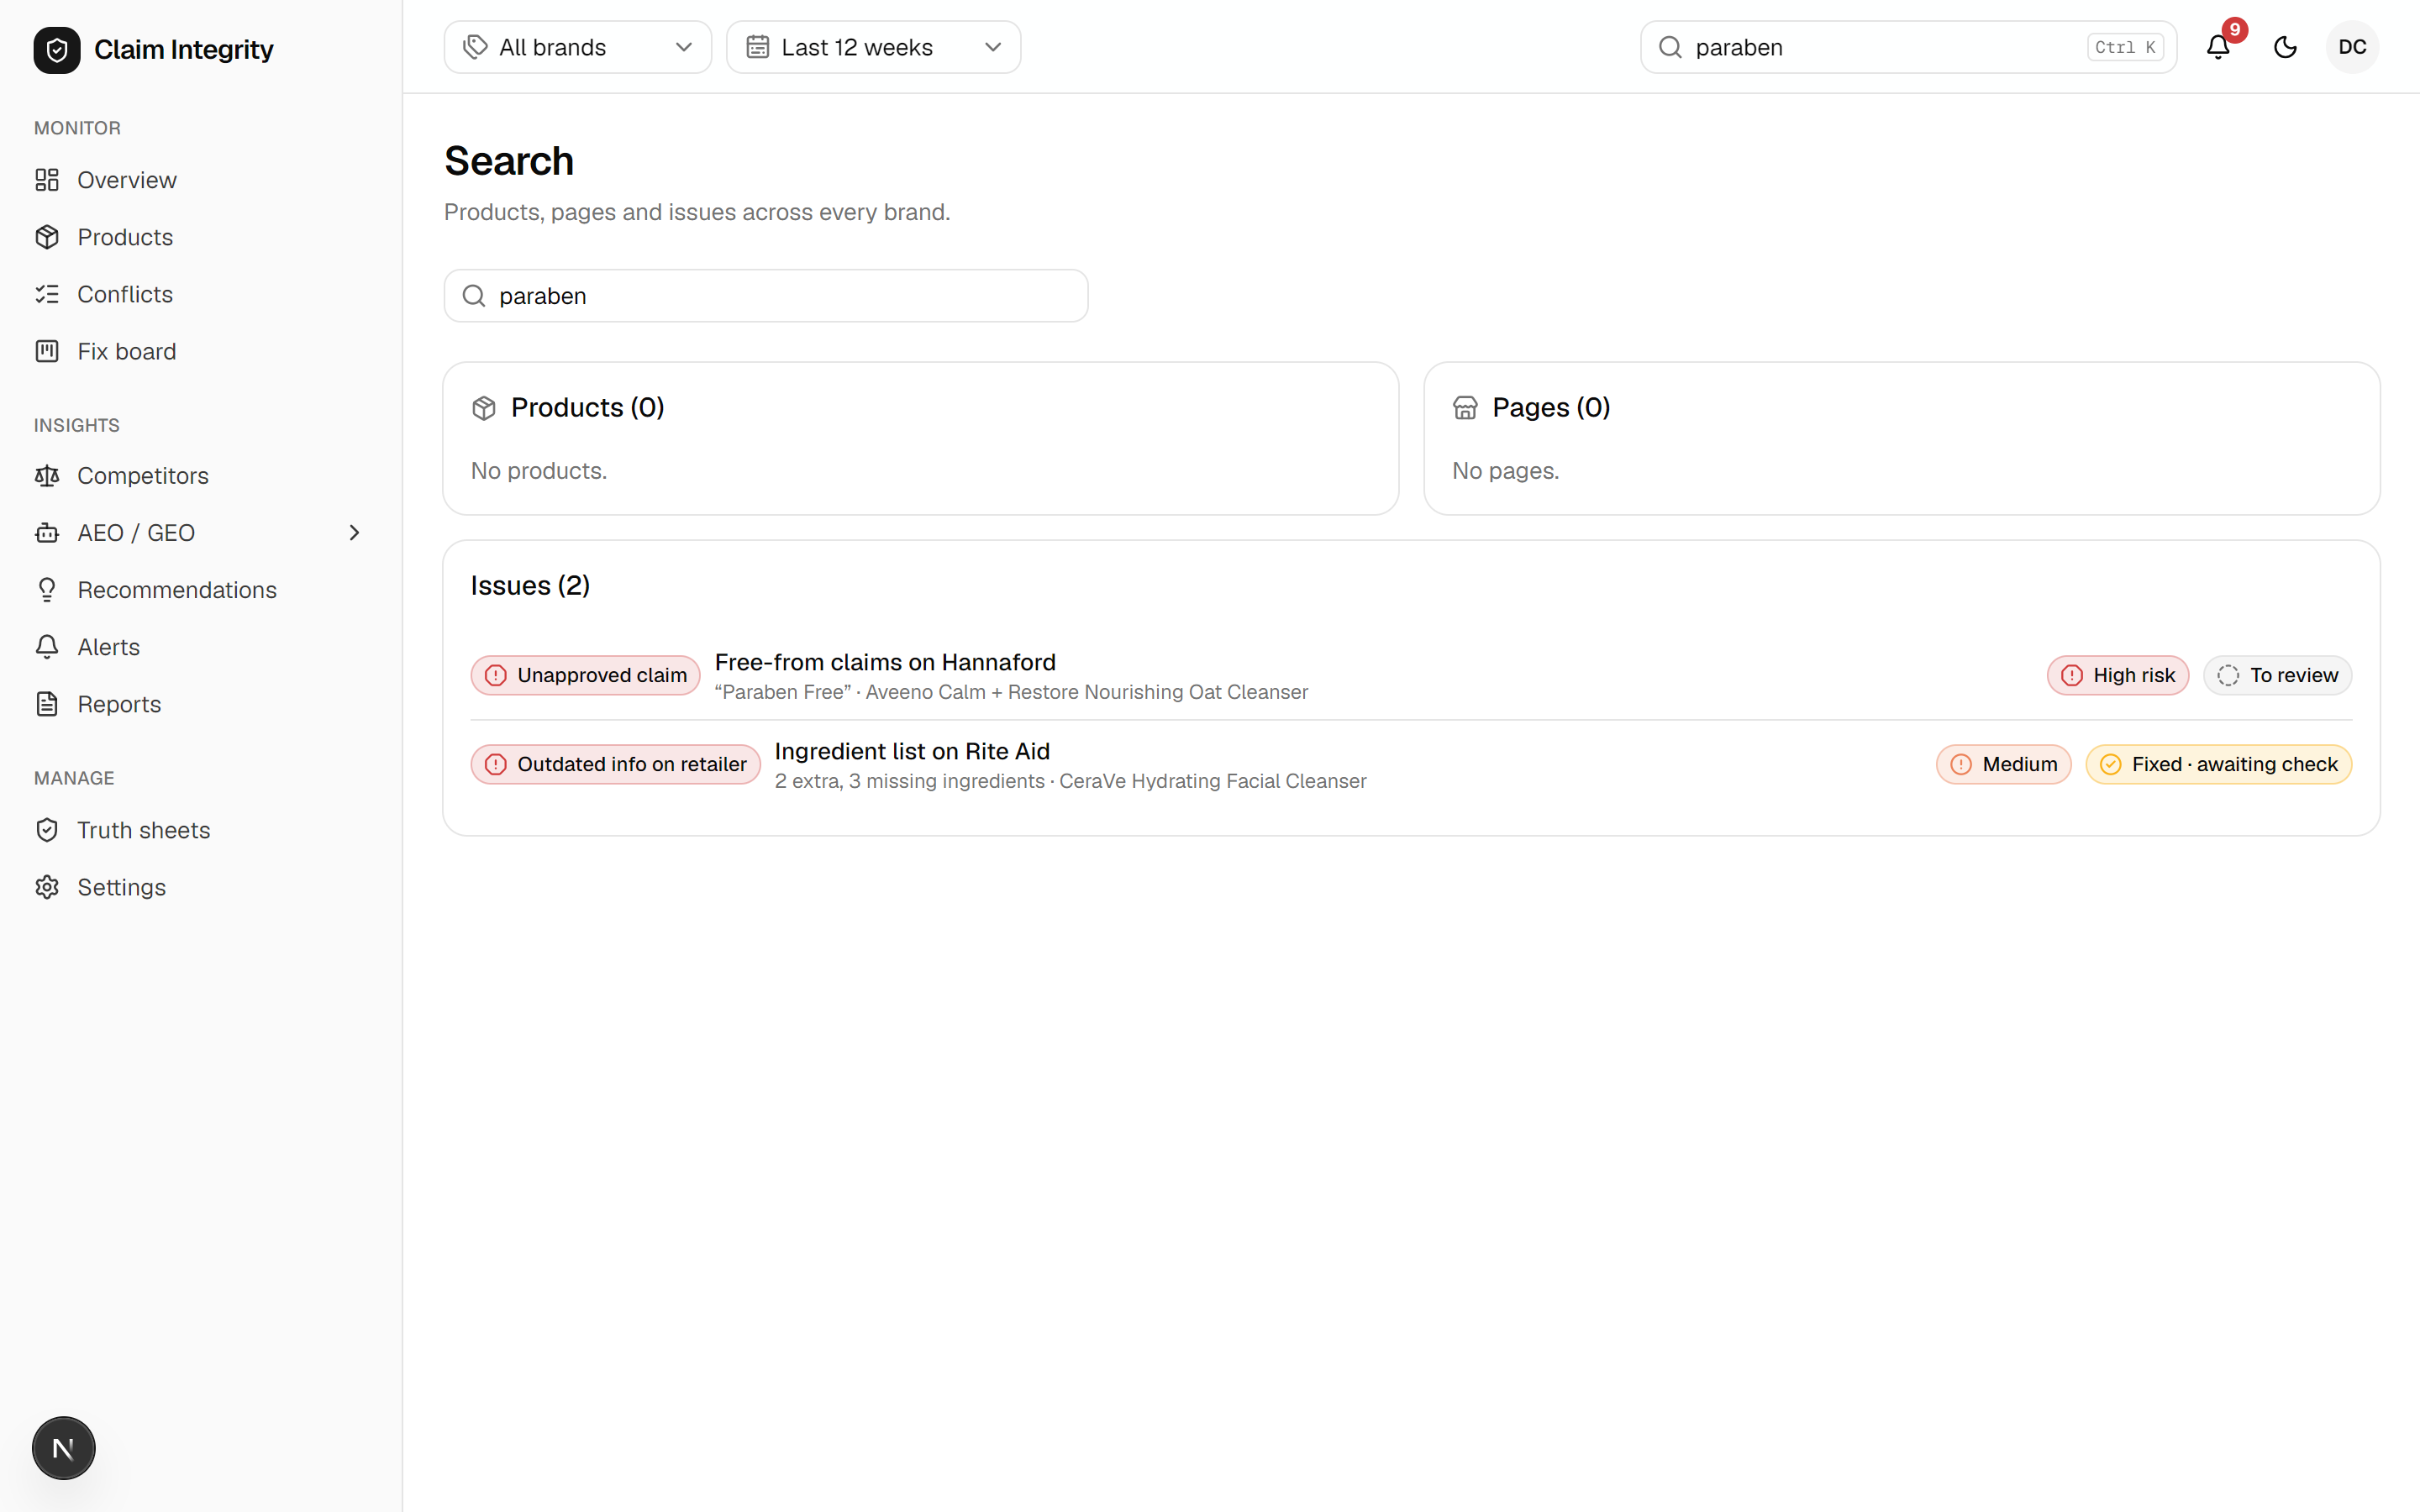 Claim Integrity
MONITOR
Overview
Products
Conflicts
Fix board
INSIGHTS
Competitors
AEO / GEO
Recommendations
Alerts
Reports
MANAGE
Truth sheets
Settings
N
All brands
Last 12 weeks
paraben
Ctrl K
9
DC
Search
Products, pages and issues across every brand.
paraben
Products (0)
No products.
Pages (0)
No pages.
Issues (2)
Unapproved claim
Free-from claims on Hannaford
“Paraben Free” · Aveeno Calm + Restore Nourishing Oat Cleanser
High risk
To review
Outdated info on retailer
Ingredient list on Rite Aid
2 extra, 3 missing ingredients · CeraVe Hydrating Facial Cleanser
Medium
Fixed · awaiting check